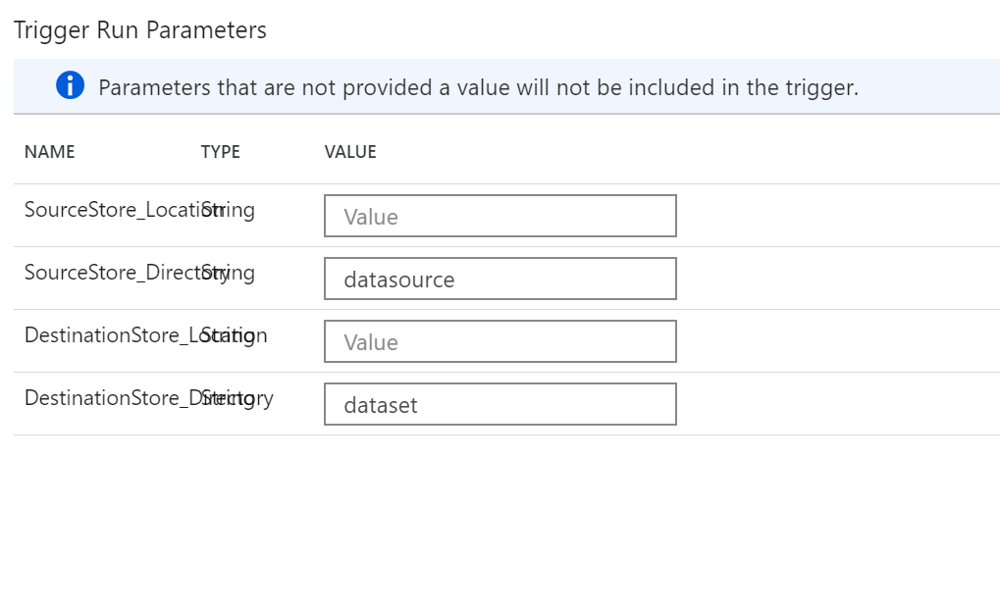 Trigger Run Parameters
Parameters that are not provided a value will not be included in the trigger.
NAME TYPE VALUE
SourceStore_Location String Value
SourceStore_Directory String datasource
DestinationStore_Location String Value
DestinationStore_Directory String dataset